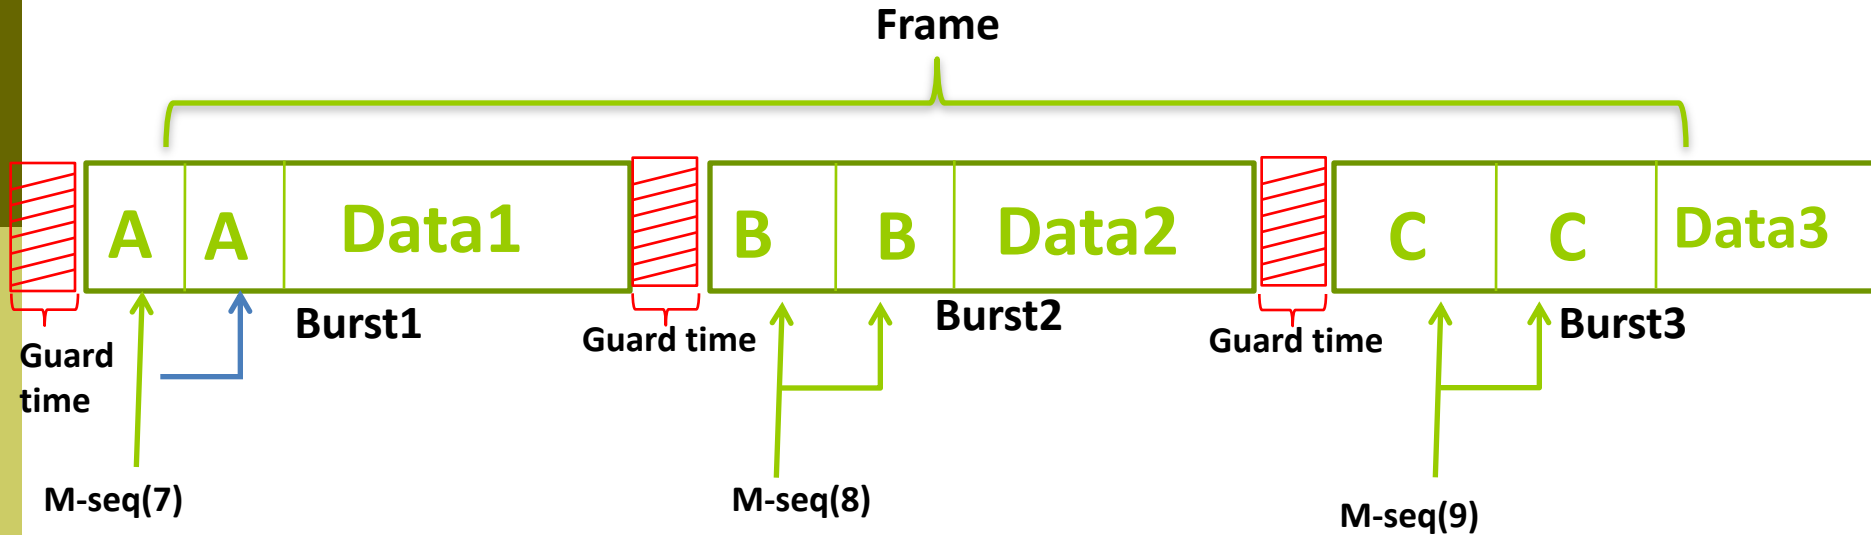 Frame
A
A
Data1
B
B
Data2
C
C
Data3
Burst1
Burst2
Burst3
Guard
time
Guard time
Guard time
M-seq(7)
M-seq(8)
M-seq(9)